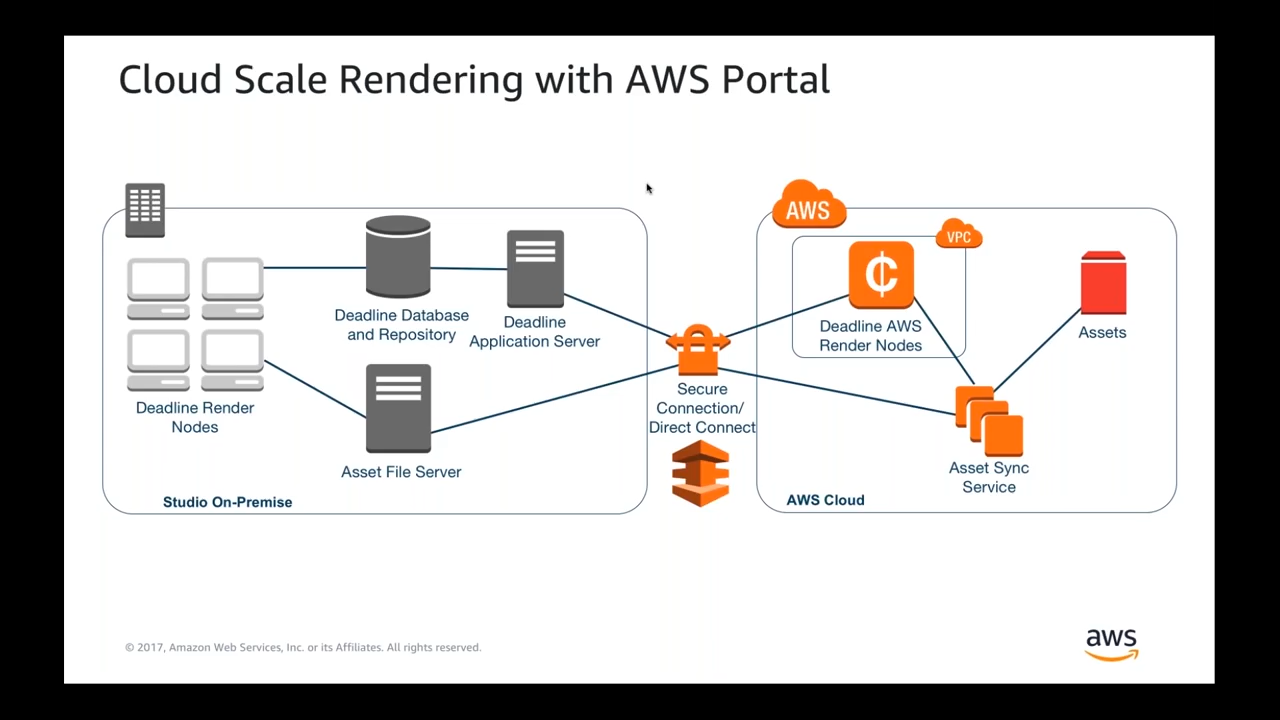 Cloud Scale Rendering with AWS Portal
AWS
VPC
Deadline Database
and Repository
Deadline
Application Server
Deadline AWS
Render Nodes
Assets
Deadline Render
Nodes
Secure
Connection/
Direct Connect
Asset File Server
Asset Sync
Service
Studio On-Premise
AWS Cloud
© 2017, Amazon Web Services, Inc. or its Affiliates. All rights reserved.
aws